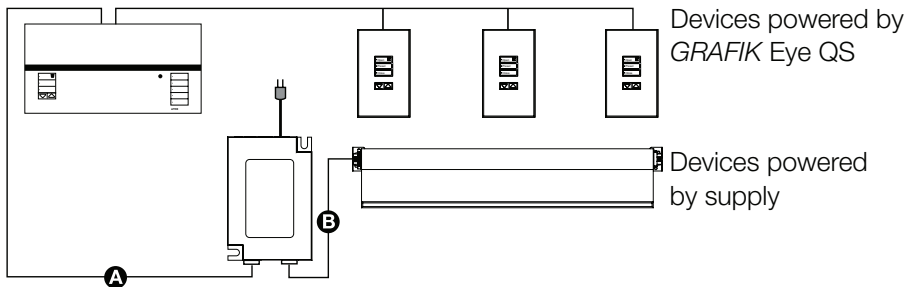 Devices powered by
GRAFIK Eye QS
Devices powered
by supply
B
A